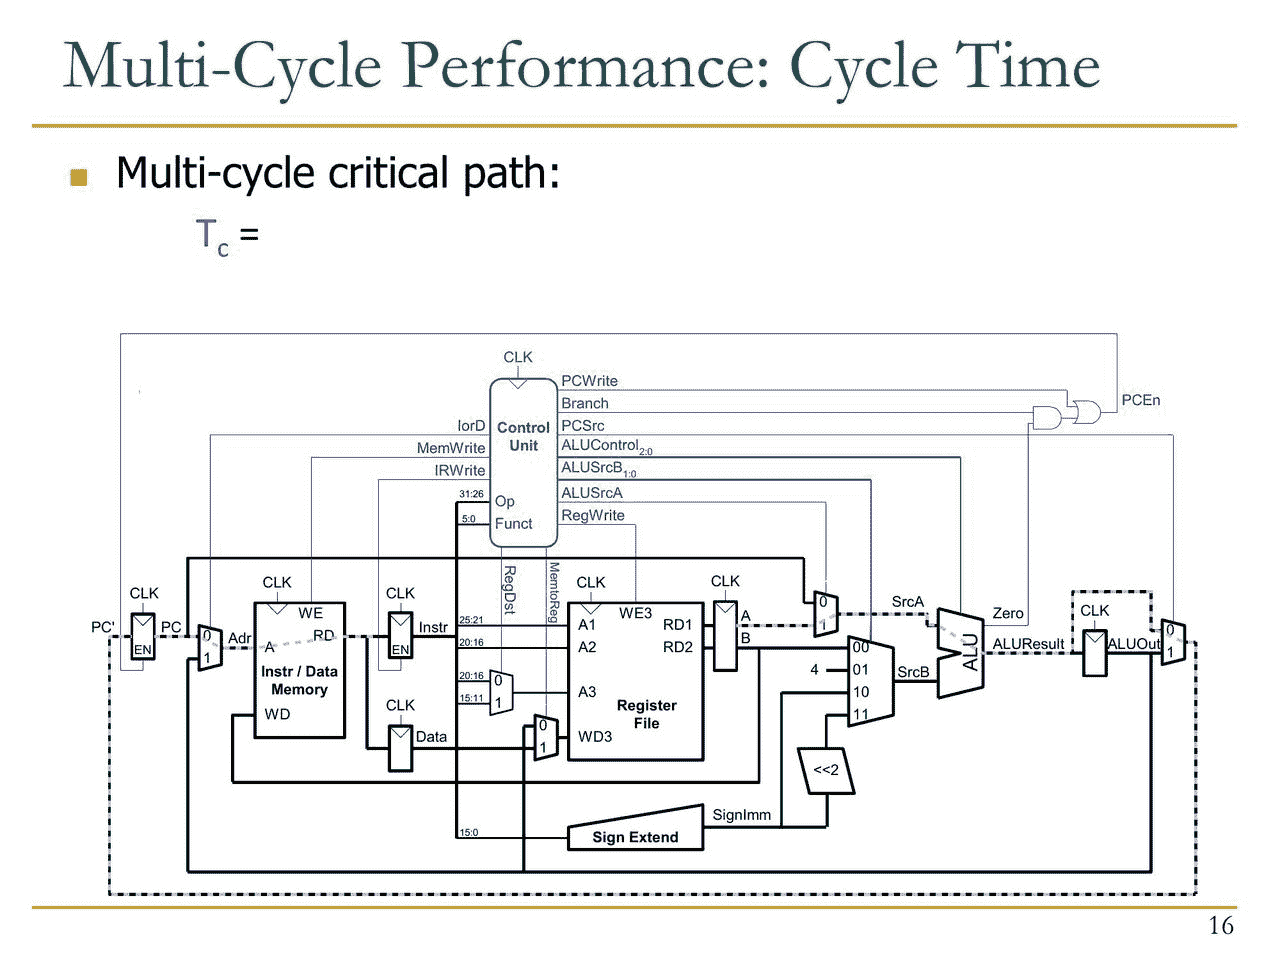 Multi-Cycle Performance: Cycle Time
Multi-cycle critical path:
Tc =
CLK
PCWrite
Branch
PCEn
IorD
Control
Unit
PCSrc
MemWrite
ALUControl2:0
IRWrite
ALUSrcB1:0
31:26
Op
ALUSrcA
5:0
Funct
RegWrite
RegDst
MemtoReg
CLK
CLK
CLK
CLK
CLK
CLK
PC'
EN
PC
0
1
Adr
WE
A
RD
Instr / Data
Memory
WD
EN
Instr
25:21
20:16
20:16
15:11
0
1
A1
A2
A3
WD3
WE3
RD1
RD2
Register
File
A
B
0
1
SrcA
00
01
10
11
4
SrcB
ALU
Zero
ALUResult
CLK
ALUOut
0
1
CLK
Data
0
1
<<2
SignImm
15:0
Sign Extend
16